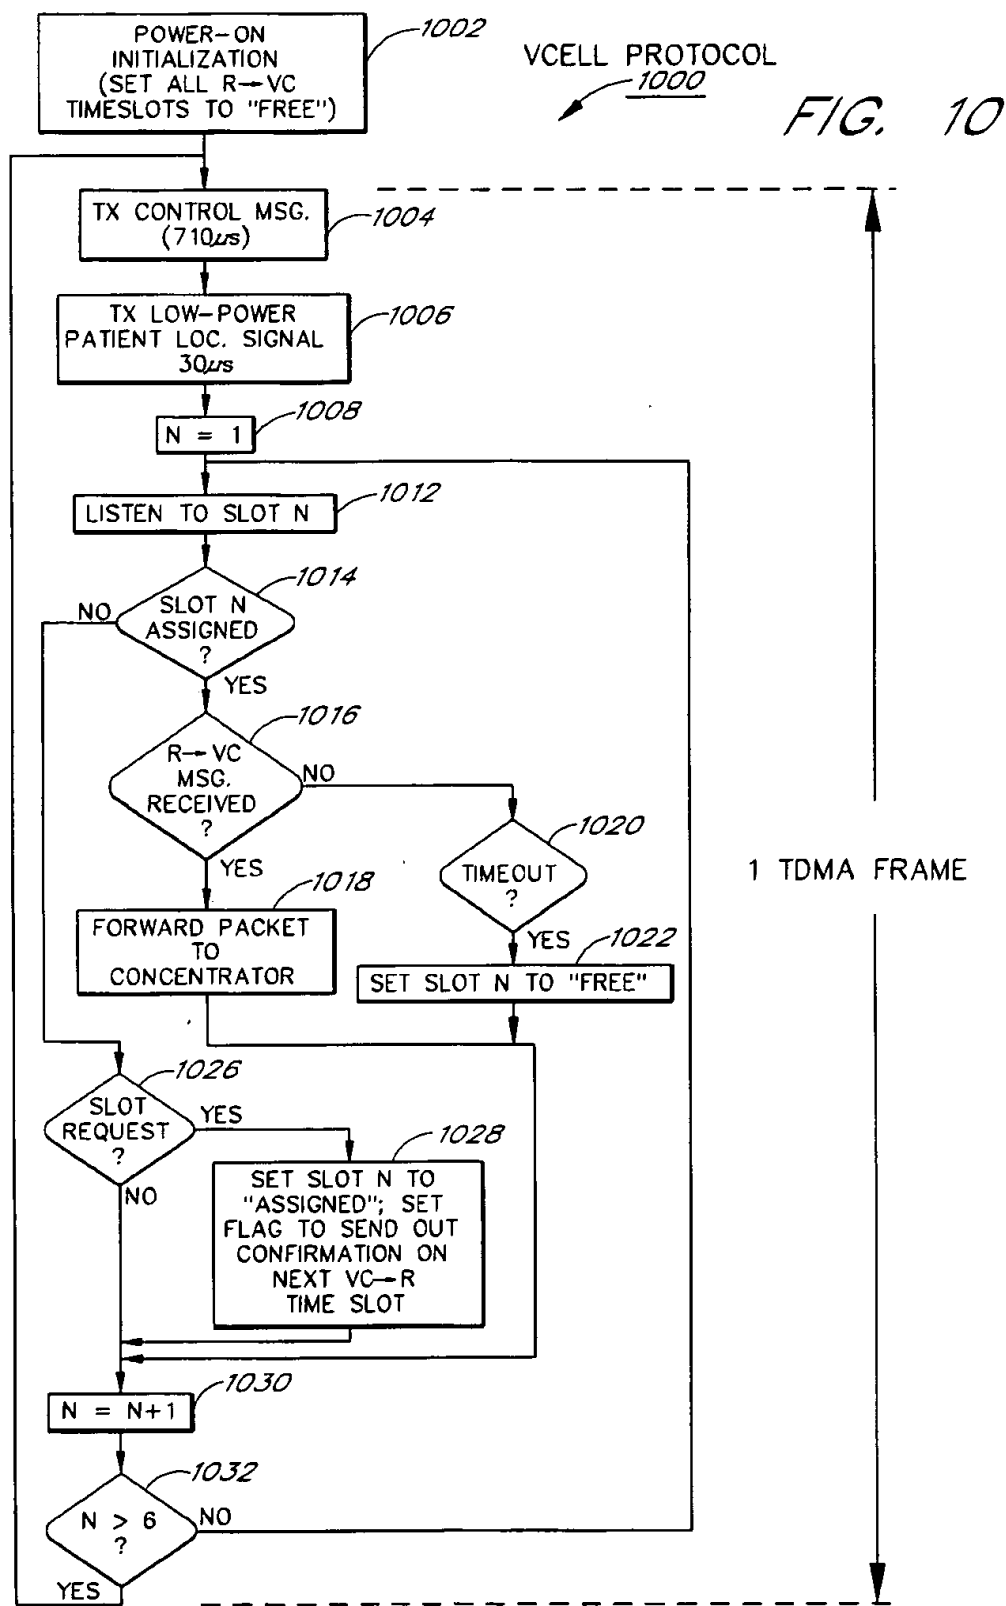 POWER-ON
INITIALIZATION
(SET ALL R→VC
TIMESLOTS TO "FREE")
1002
VCELL PROTOCOL
1000
FIG. 10
TX CONTROL MSG.
(710µs)
1004
TX LOW-POWER
PATIENT LOC. SIGNAL
30µs
1006
N = 1
1008
LISTEN TO SLOT N
1012
SLOT N
ASSIGNED
?
1014
NO
YES
R→VC
MSG.
RECEIVED
?
1016
NO
YES
TIMEOUT
?
1020
YES
1 TDMA FRAME
FORWARD PACKET
TO
CONCENTRATOR
1018
SET SLOT N TO "FREE"
1022
SLOT
REQUEST
?
1026
YES
NO
SET SLOT N TO
"ASSIGNED"; SET
FLAG TO SEND OUT
CONFIRMATION ON
NEXT VC→R
TIME SLOT
1028
N = N+1
1030
N > 6
?
1032
NO
YES